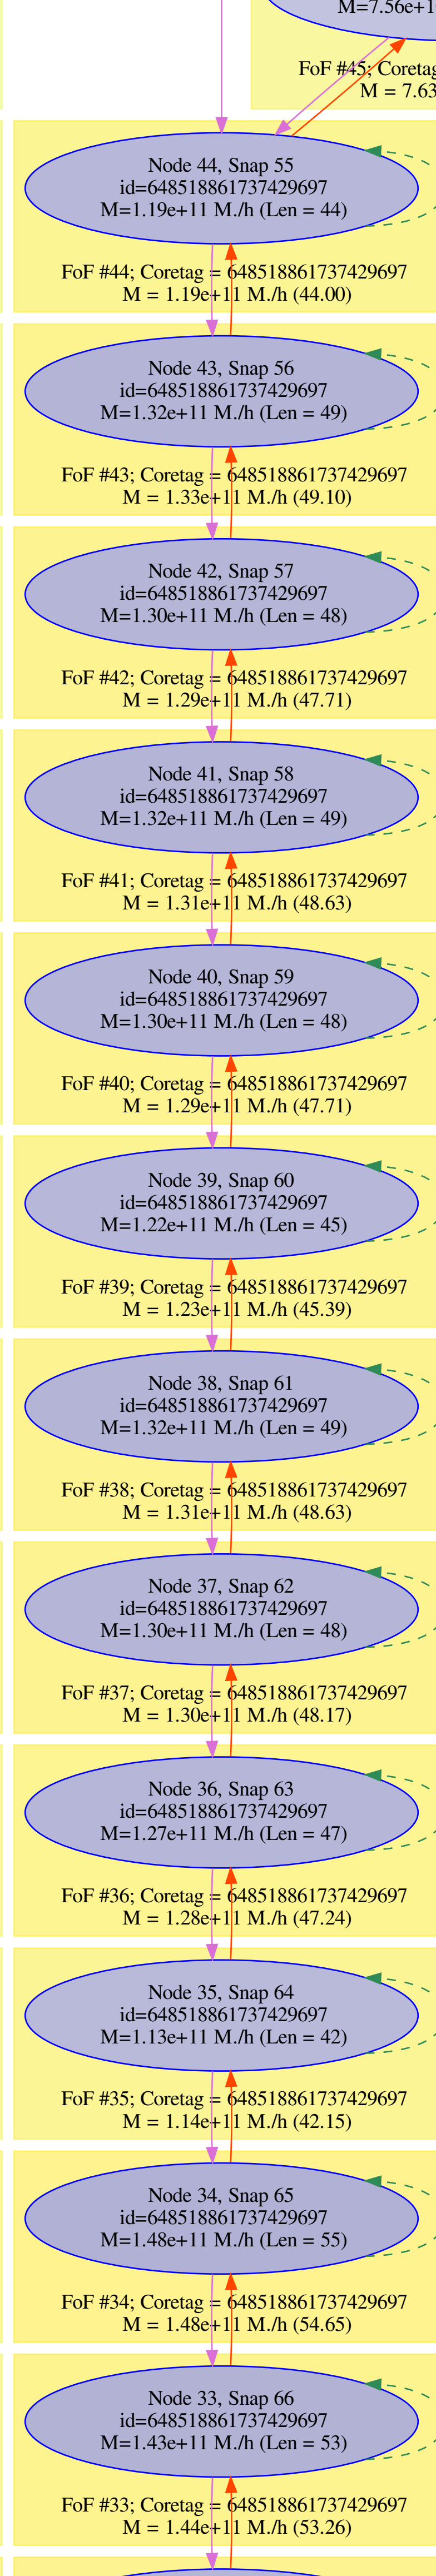 M=7.56e+1
FoF #45; Coretag
M = 7.63
Node 44, Snap 55
id=648518861737429697
M=1.19e+11 M./h (Len = 44)
FoF #44; Coretag = 648518861737429697
M = 1.19e+11 M./h (44.00)
Node 43, Snap 56
id=648518861737429697
M=1.32e+11 M./h (Len = 49)
FoF #43; Coretag = 648518861737429697
M = 1.33e+11 M./h (49.10)
Node 42, Snap 57
id=648518861737429697
M=1.30e+11 M./h (Len = 48)
FoF #42; Coretag = 648518861737429697
M = 1.29e+11 M./h (47.71)
Node 41, Snap 58
id=648518861737429697
M=1.32e+11 M./h (Len = 49)
FoF #41; Coretag = 648518861737429697
M = 1.31e+11 M./h (48.63)
Node 40, Snap 59
id=648518861737429697
M=1.30e+11 M./h (Len = 48)
FoF #40; Coretag = 648518861737429697
M = 1.29e+11 M./h (47.71)
Node 39, Snap 60
id=648518861737429697
M=1.22e+11 M./h (Len = 45)
FoF #39; Coretag = 648518861737429697
M = 1.23e+11 M./h (45.39)
Node 38, Snap 61
id=648518861737429697
M=1.32e+11 M./h (Len = 49)
FoF #38; Coretag = 648518861737429697
M = 1.31e+11 M./h (48.63)
Node 37, Snap 62
id=648518861737429697
M=1.30e+11 M./h (Len = 48)
FoF #37; Coretag = 648518861737429697
M = 1.30e+11 M./h (48.17)
Node 36, Snap 63
id=648518861737429697
M=1.27e+11 M./h (Len = 47)
FoF #36; Coretag = 648518861737429697
M = 1.28e+11 M./h (47.24)
Node 35, Snap 64
id=648518861737429697
M=1.13e+11 M./h (Len = 42)
FoF #35; Coretag = 648518861737429697
M = 1.14e+11 M./h (42.15)
Node 34, Snap 65
id=648518861737429697
M=1.48e+11 M./h (Len = 55)
FoF #34; Coretag = 648518861737429697
M = 1.48e+11 M./h (54.65)
Node 33, Snap 66
id=648518861737429697
M=1.43e+11 M./h (Len = 53)
FoF #33; Coretag = 648518861737429697
M = 1.44e+11 M./h (53.26)